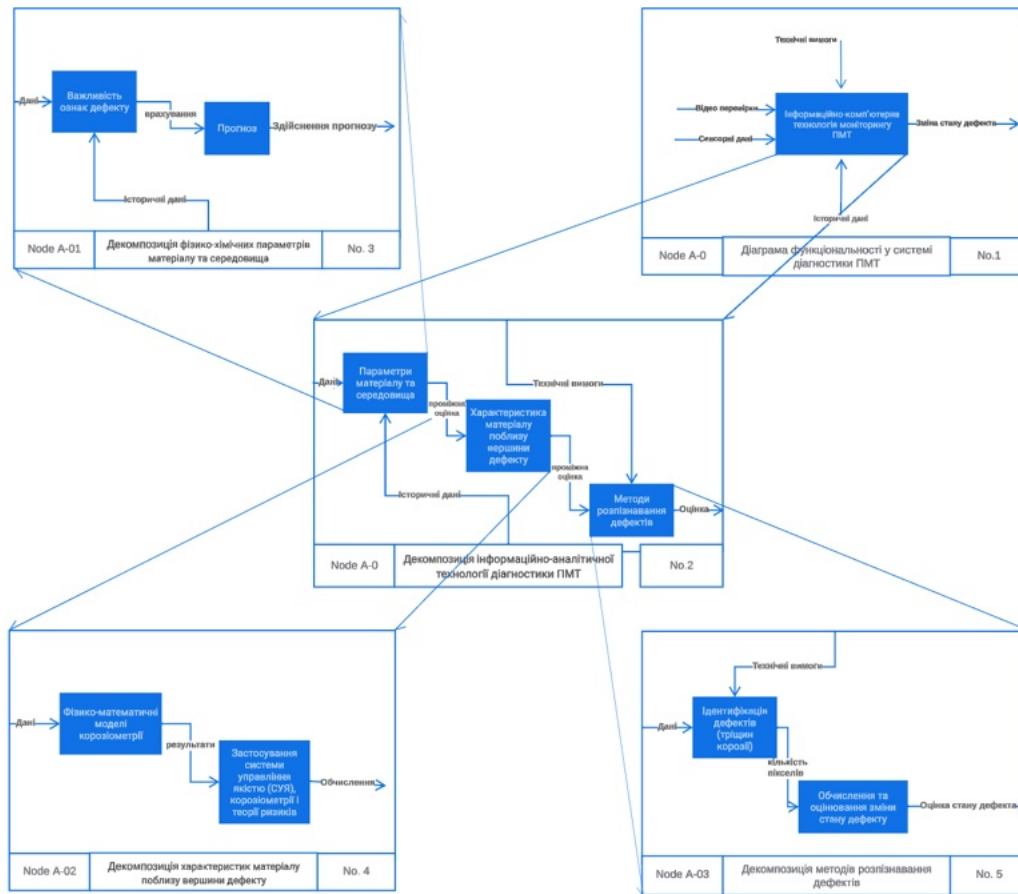 Дані
Важливість
ознак дефекту
врахування
Прогноз
Здійснення прогнозу
Історичні дані
Node A-01
Декомпозиція фізико-хімічних параметрів
матеріалу та середовища
No. 3
Технічні вимоги
Відео перевірки
Сенсорні дані
Інформаційно-комп'ютерна
технологія моніторингу
ПМТ
Зміна стану дефекта
Історичні дані
Node A-0
Діаграма функціональності у системі
діагностики ПМТ
No.1
Дані
Параметри
матеріалу та
середовища
проміжна
оцінка
Технічні вимоги
Характеристика
матеріалу
поблизу
вершини
дефекту
проміжна
оцінка
Історичні дані
Методи
розпізнавання
дефектів
Оцінка
Node A-0
Декомпозиція інформаційно-аналітичної
технології діагностики ПМТ
No.2
Дані
Фізико-математичні
моделі
корозіометрії
результати
Застосування
системи
управління
якістю (СУЯ),
корозіометрії і
теорії ризиків
Обчислення
Node A-02
Декомпозиція характеристик матеріалу
поблизу вершини дефекту
No. 4
Технічні вимоги
Дані
Ідентифікація
дефектів
(тріщин
корозії)
кількість
пікселів
Обчислення та
оцінювання зміни
стану дефекту
Оцінка стану дефекта
Node A-03
Декомпозиція методів розпізнавання
дефектів
No. 5